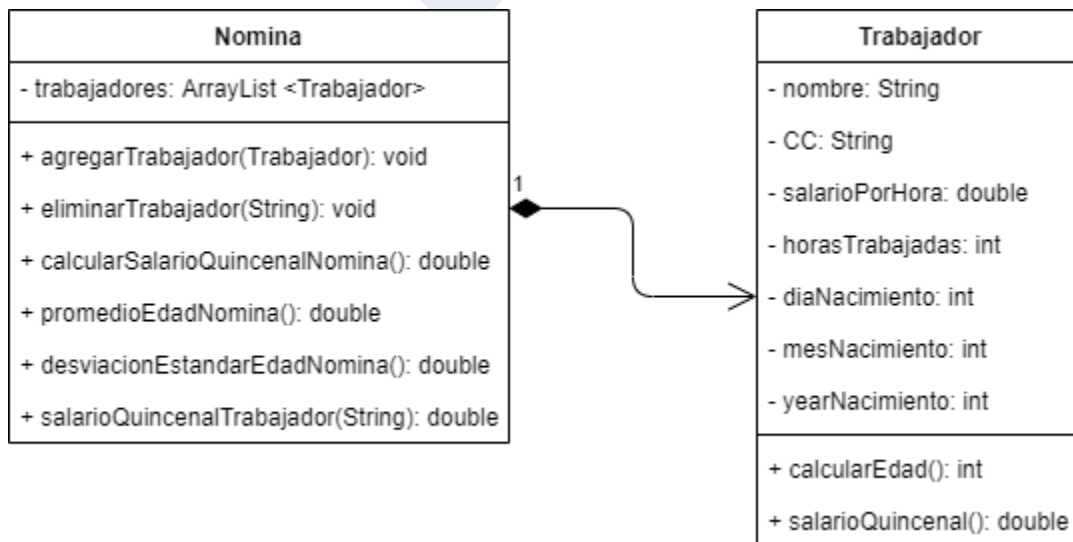 Nomina
- trabajadores: ArrayList <Trabajador>
+ agregarTrabajador(Trabajador): void
+ eliminarTrabajador(String): void
+ calcularSalarioQuincenalNomina(): double
+ promedioEdadNomina(): double
+ desviacionEstandarEdadNomina(): double
+ salarioQuincenalTrabajador(String): double
1
Trabajador
- nombre: String
- CC: String
- salarioPorHora: double
- horasTrabajadas: int
- diaNacimiento: int
- mesNacimiento: int
- yearNacimiento: int
+ calcularEdad(): int
+ salarioQuincenal(): double